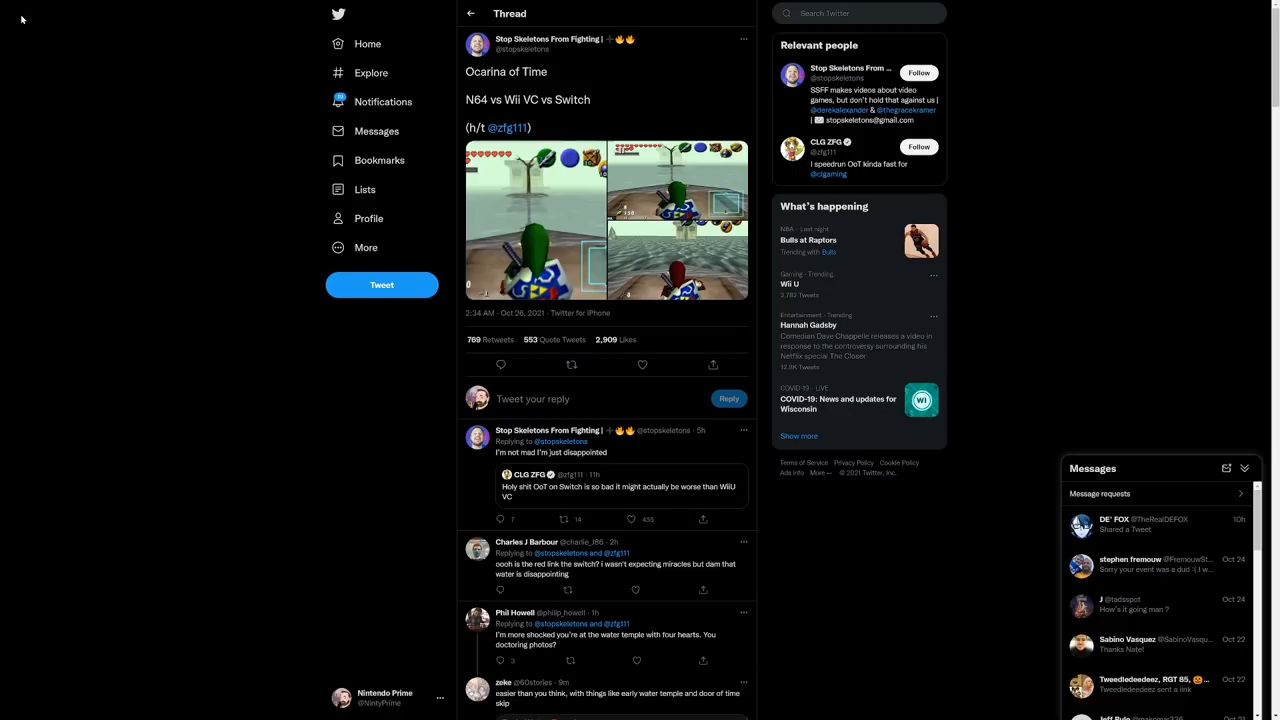 Home
Explore
19
Notifications
Messages
Bookmarks
Lists
Profile
More
Tweet
Nintendo Prime
@NintyPrime
Thread
Stop Skeletons From Fighting |
@stopskeletons
Ocarina of Time
N64 vs Wii VC vs Switch
(h/t @zfg111)
2:34 AM · Oct 26, 2021 · Twitter for iPhone
769 Retweets 553 Quote Tweets 2,909 Likes
Tweet your reply
Reply
Stop Skeletons From Fighting | @stopskeletons · 5h
Replying to @stopskeletons
I'm not mad I'm just disappointed
CLG ZFG @zfg111 · 11h
Holy shit OoT on Switch is so bad it might actually be worse than WiiU
VC
7 14 435
Charles J Barbour @charlie_J86 · 2h
Replying to @stopskeletons and @zfg111
oooh is the red link the switch? i wasn't expecting miracles but dam that
water is disappointing
Phil Howell @philip_howell · 1h
Replying to @stopskeletons and @zfg111
I'm more shocked you're at the water temple with four hearts. You
doctoring photos?
3
zeke @60stories · 9m
easier than you think, with things like early water temple and door of time
skip
Search Twitter
Relevant people
Stop Skeletons From ...
@stopskeletons
Follow
SSFF makes videos about video
games, but don't hold that against us |
@derekalexander & @thegracekramer
| stopskeletons@gmail.com
CLG ZFG
@zfg111
Follow
I speedrun OoT kinda fast for
@clgaming
What's happening
NBA · Last night
Bulls at Raptors
Trending with Bulls
Gaming · Trending
Wii U
2,782 Tweets
Entertainment · Trending
Hannah Gadsby
Comedian Dave Chappelle releases a video in
response to the controversy surrounding his
Netflix special The Closer
12.8K Tweets
COVID-19 · LIVE
COVID-19: News and updates for
Wisconsin
WI
Show more
Terms of Service Privacy Policy Cookie Policy
Ads info More ··· © 2021 Twitter, Inc.
Messages
Message requests
DE' FOX @TheRealDEFOX 10h
Shared a Tweet
stephen fremouw @FremouwSt... Oct 24
Sorry your event was a dud :( I w...
J @tadsspot Oct 24
How's it going man ?
Sabino Vasquez @SabinoVasqu... Oct 22
Thanks Nate!
Tweedledeedeez, RGT 85, ... Oct 22
Tweedledeedeez sent a link